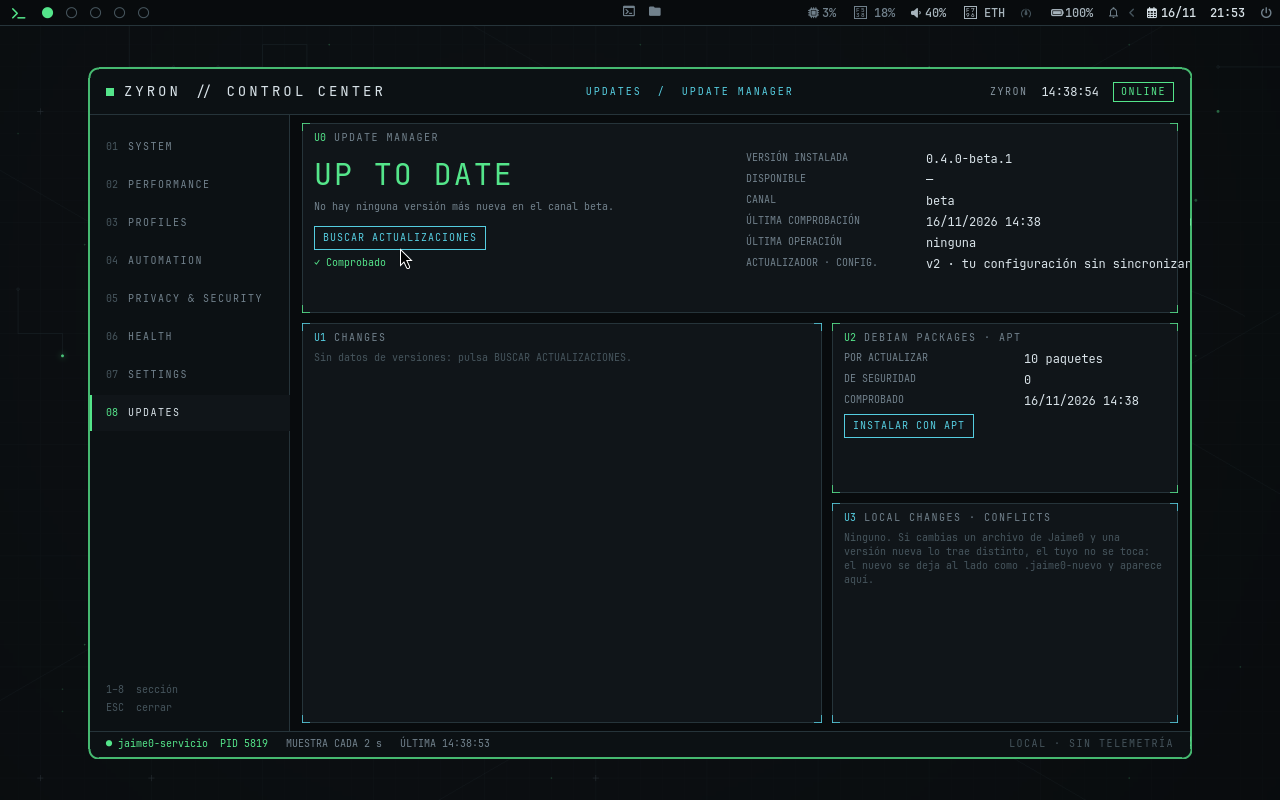 3% 18% 40% ETH 100% 16/11 21:53
ZYRON // CONTROL CENTER
UPDATES / UPDATE MANAGER
ZYRON 14:38:54 ONLINE
01 SYSTEM
02 PERFORMANCE
03 PROFILES
04 AUTOMATION
05 PRIVACY & SECURITY
06 HEALTH
07 SETTINGS
08 UPDATES
1-8 sección
ESC cerrar
U0 UPDATE MANAGER
UP TO DATE
No hay ninguna versión más nueva en el canal beta.
BUSCAR ACTUALIZACIONES
✓ Comprobado
VERSIÓN INSTALADA 0.4.0-beta.1
DISPONIBLE —
CANAL beta
ÚLTIMA COMPROBACIÓN 16/11/2026 14:38
ÚLTIMA OPERACIÓN ninguna
ACTUALIZADOR · CONFIG. v2 · tu configuración sin sincronizar
U1 CHANGES
Sin datos de versiones: pulsa BUSCAR ACTUALIZACIONES.
U2 DEBIAN PACKAGES · APT
POR ACTUALIZAR 10 paquetes
DE SEGURIDAD 0
COMPROBADO 16/11/2026 14:38
INSTALAR CON APT
U3 LOCAL CHANGES · CONFLICTS
Ninguno. Si cambias un archivo de Jaime0 y una
versión nueva lo trae distinto, el tuyo no se toca:
el nuevo se deja al lado como .jaime0-nuevo y aparece
aquí.
jaime0-servicio PID 5819 MUESTRA CADA 2 s ÚLTIMA 14:38:53
LOCAL · SIN TELEMETRÍA